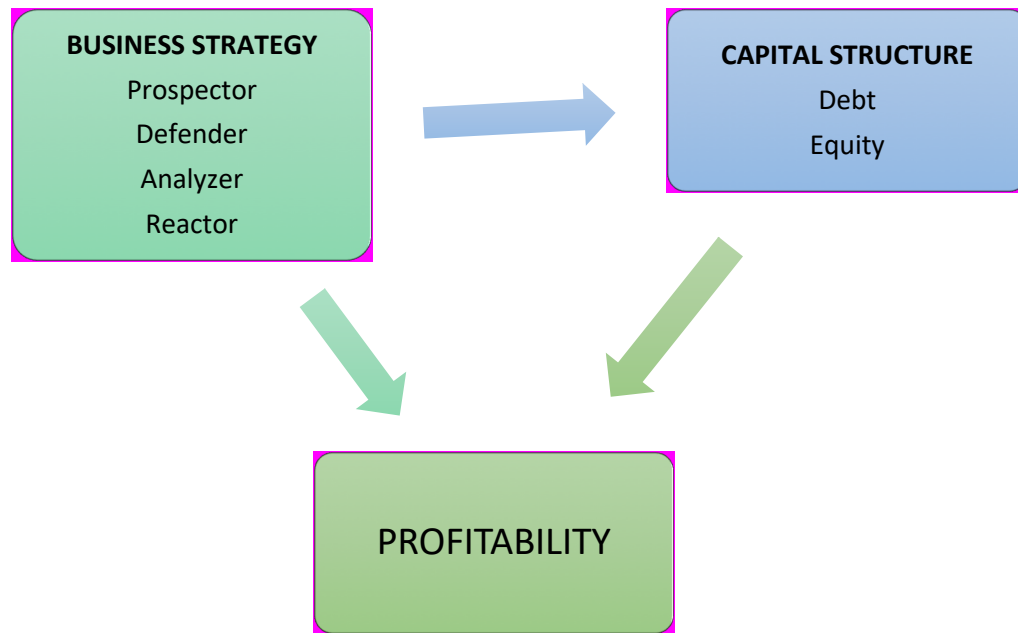 BUSINESS STRATEGY
Prospector
Defender
Analyzer
Reactor
CAPITAL STRUCTURE
Debt
Equity
PROFITABILITY